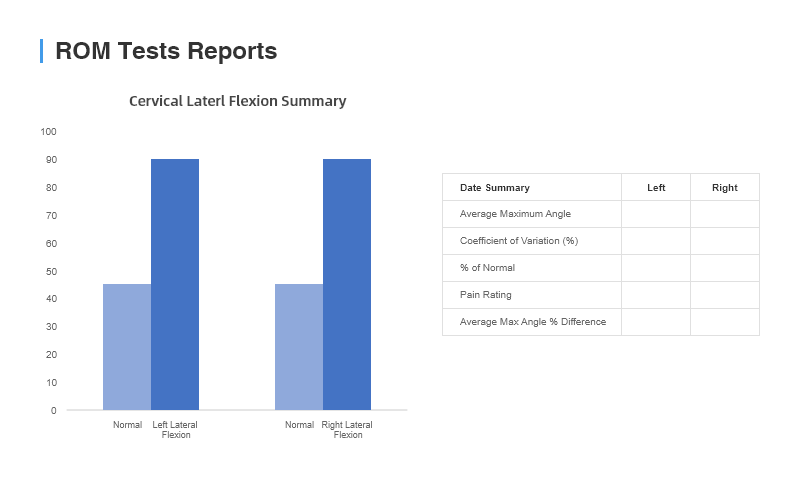 ROM Tests Reports
Cervical Laterl Flexion Summary
100
90
80
70
60
50
40
30
20
10
0
Normal
Left Lateral
Flexion
Normal
Right Lateral
Flexion
Date Summary Left Right
Average Maximum Angle
Coefficient of Variation (%)
% of Normal
Pain Rating
Average Max Angle % Difference